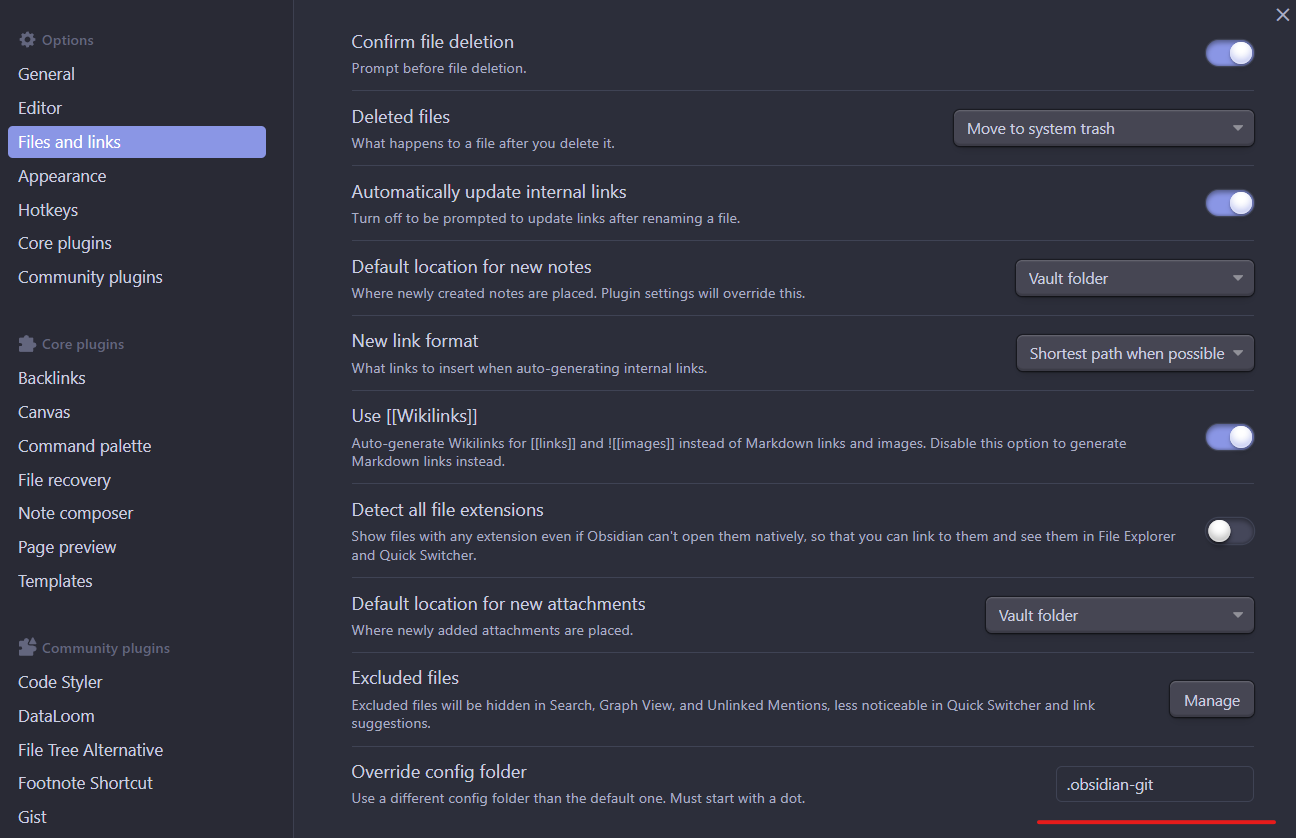 Options
General
Editor
Files and links
Appearance
Hotkeys
Core plugins
Community plugins
Core plugins
Backlinks
Canvas
Command palette
File recovery
Note composer
Page preview
Templates
Community plugins
Code Styler
DataLoom
File Tree Alternative
Footnote Shortcut
Gist
Confirm file deletion
Prompt before file deletion.
Deleted files
What happens to a file after you delete it.
Move to system trash
Automatically update internal links
Turn off to be prompted to update links after renaming a file.
Default location for new notes
Where newly created notes are placed. Plugin settings will override this.
Vault folder
New link format
What links to insert when auto-generating internal links.
Shortest path when possible
Use [[Wikilinks]]
Auto-generate Wikilinks for [[links]] and ![[images]] instead of Markdown links and images. Disable this option to generate
Markdown links instead.
Detect all file extensions
Show files with any extension even if Obsidian can't open them natively, so that you can link to them and see them in File Explorer
and Quick Switcher.
Default location for new attachments
Where newly added attachments are placed.
Vault folder
Excluded files
Excluded files will be hidden in Search, Graph View, and Unlinked Mentions, less noticeable in Quick Switcher and link
suggestions.
Manage
Override config folder
Use a different config folder than the default one. Must start with a dot.
.obsidian-git